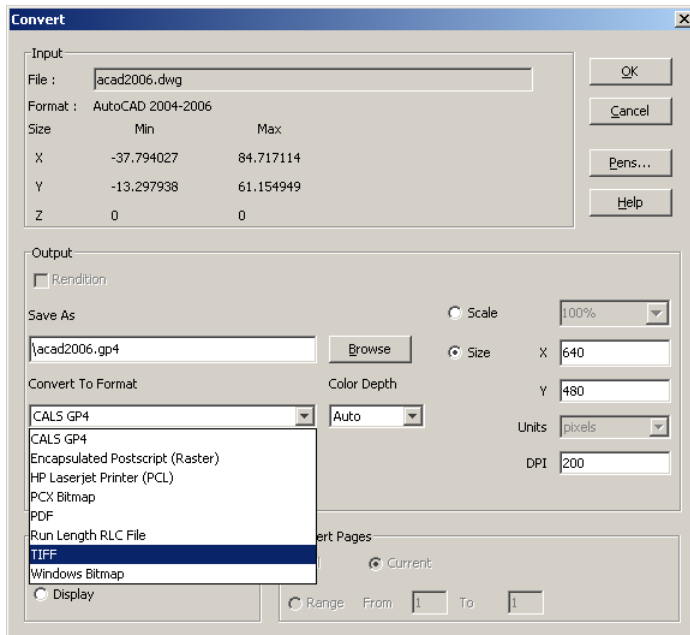 Convert
Input
File : acad2006.dwg
Format : AutoCAD 2004-2006
Size Min Max
X -37.794027 84.717114
Y -13.297938 61.154949
Z 0 0
OK
Cancel
Pens...
Help
Output
Rendition
Save As
\acad2006.gp4
Browse
Convert To Format
CALS GP4
Color Depth
Auto
Scale 100%
Size X 640
Y 480
Units pixels
DPI 200
CALS GP4
Encapsulated Postscript (Raster)
HP Laserjet Printer (PCL)
PCX Bitmap
PDF
Run Length RLC File
TIFF
Windows Bitmap
Display
ert Pages
Current
Range From 1 To 1